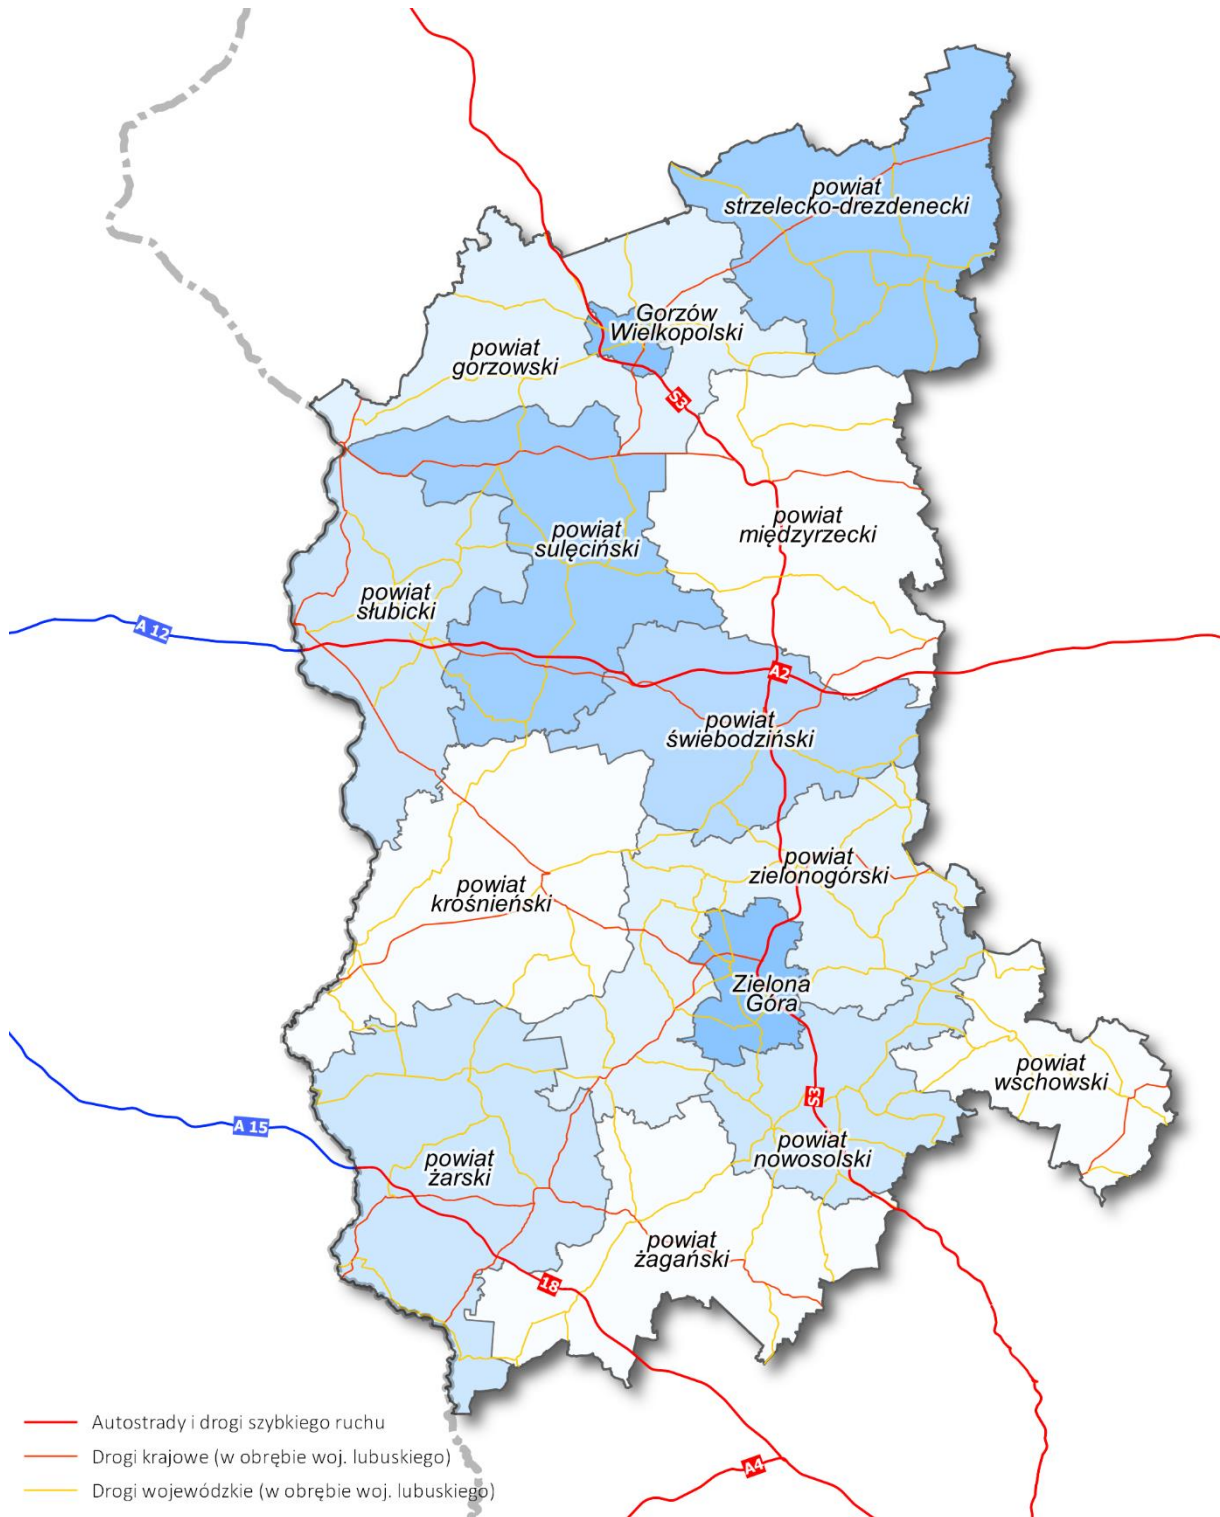 powiat
strzelecko-drezdenecki
Gorzów
Wielkopolski
powiat
gorzowski
S3
powiat
międzyrzecki
powiat
sulęciński
powiat
słubicki
A 12
A2
powiat
świebodziński
powiat
zielonogórski
powiat
krośnieński
Zielona
Góra
powiat
wschowski
S3
A 15
powiat
nowosolski
powiat
żarski
powiat
żagański
18
Autostrady i drogi szybkiego ruchu
Drogi krajowe (w obrębie woj. lubuskiego)
A4
Drogi wojewódzkie (w obrębie woj. lubuskiego)